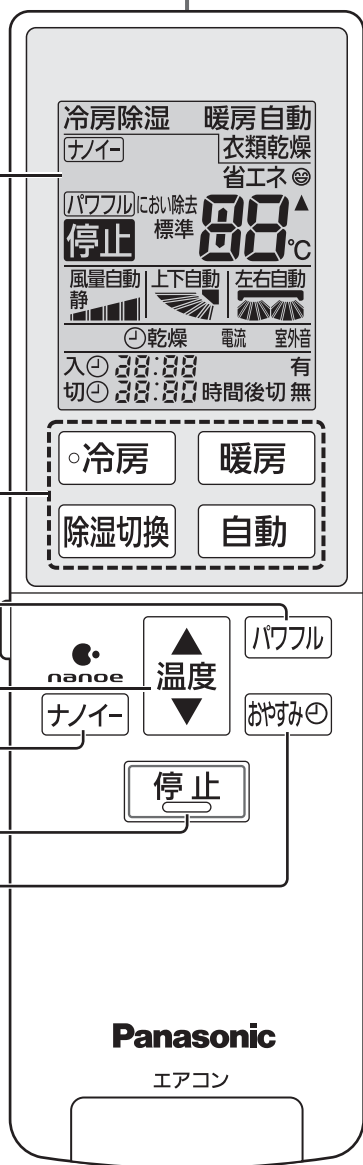 冷房除湿 暖房自動
ナノイー 衣類乾燥
省エネ
パワフル におい除去 88 ▲
停止 標準 ℃
風量自動 上下自動 左右自動
静
乾燥 電流 室外音
入 28:88 有
切 28:88 時間後切 無
冷房 暖房
除湿切換 自動
パワフル
▲
nanoe 温度
ナノイー ▼ おやすみ
停止
Panasonic
エアコン